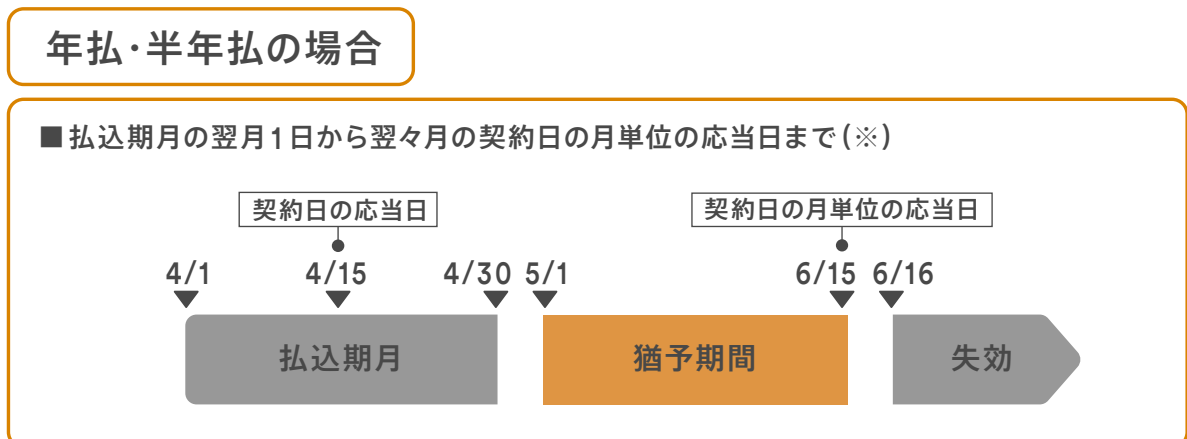 年払・半年払の場合
■払込期月の翌月1日から翌々月の契約日の月単位の応当日まで(※)
契約日の応当日 契約日の月単位の応当日
4/1 4/15 4/30 5/1 6/15 6/16
払込期月 猶予期間 失効